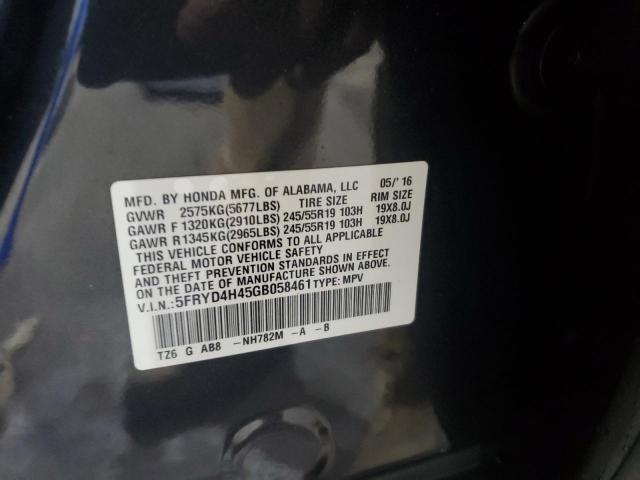 MFD. BY HONDA MFG. OF ALABAMA, LLC 05/'16
GVWR 2575KG(5677LBS) TIRE SIZE RIM SIZE
GAWR F 1320KG(2910LBS) 245/55R19 103H 19X8.0J
GAWR R1345KG(2965LBS) 245/55R19 103H 19X8.0J
THIS VEHICLE CONFORMS TO ALL APPLICABLE
FEDERAL MOTOR VEHICLE SAFETY
AND THEFT PREVENTION STANDARDS IN EFFECT
ON THE DATE OF MANUFACTURE SHOWN ABOVE.
V.I.N.:5FRYD4H45GB058461 TYPE: MPV
TZ6 G AB8 -NH782M -A -B